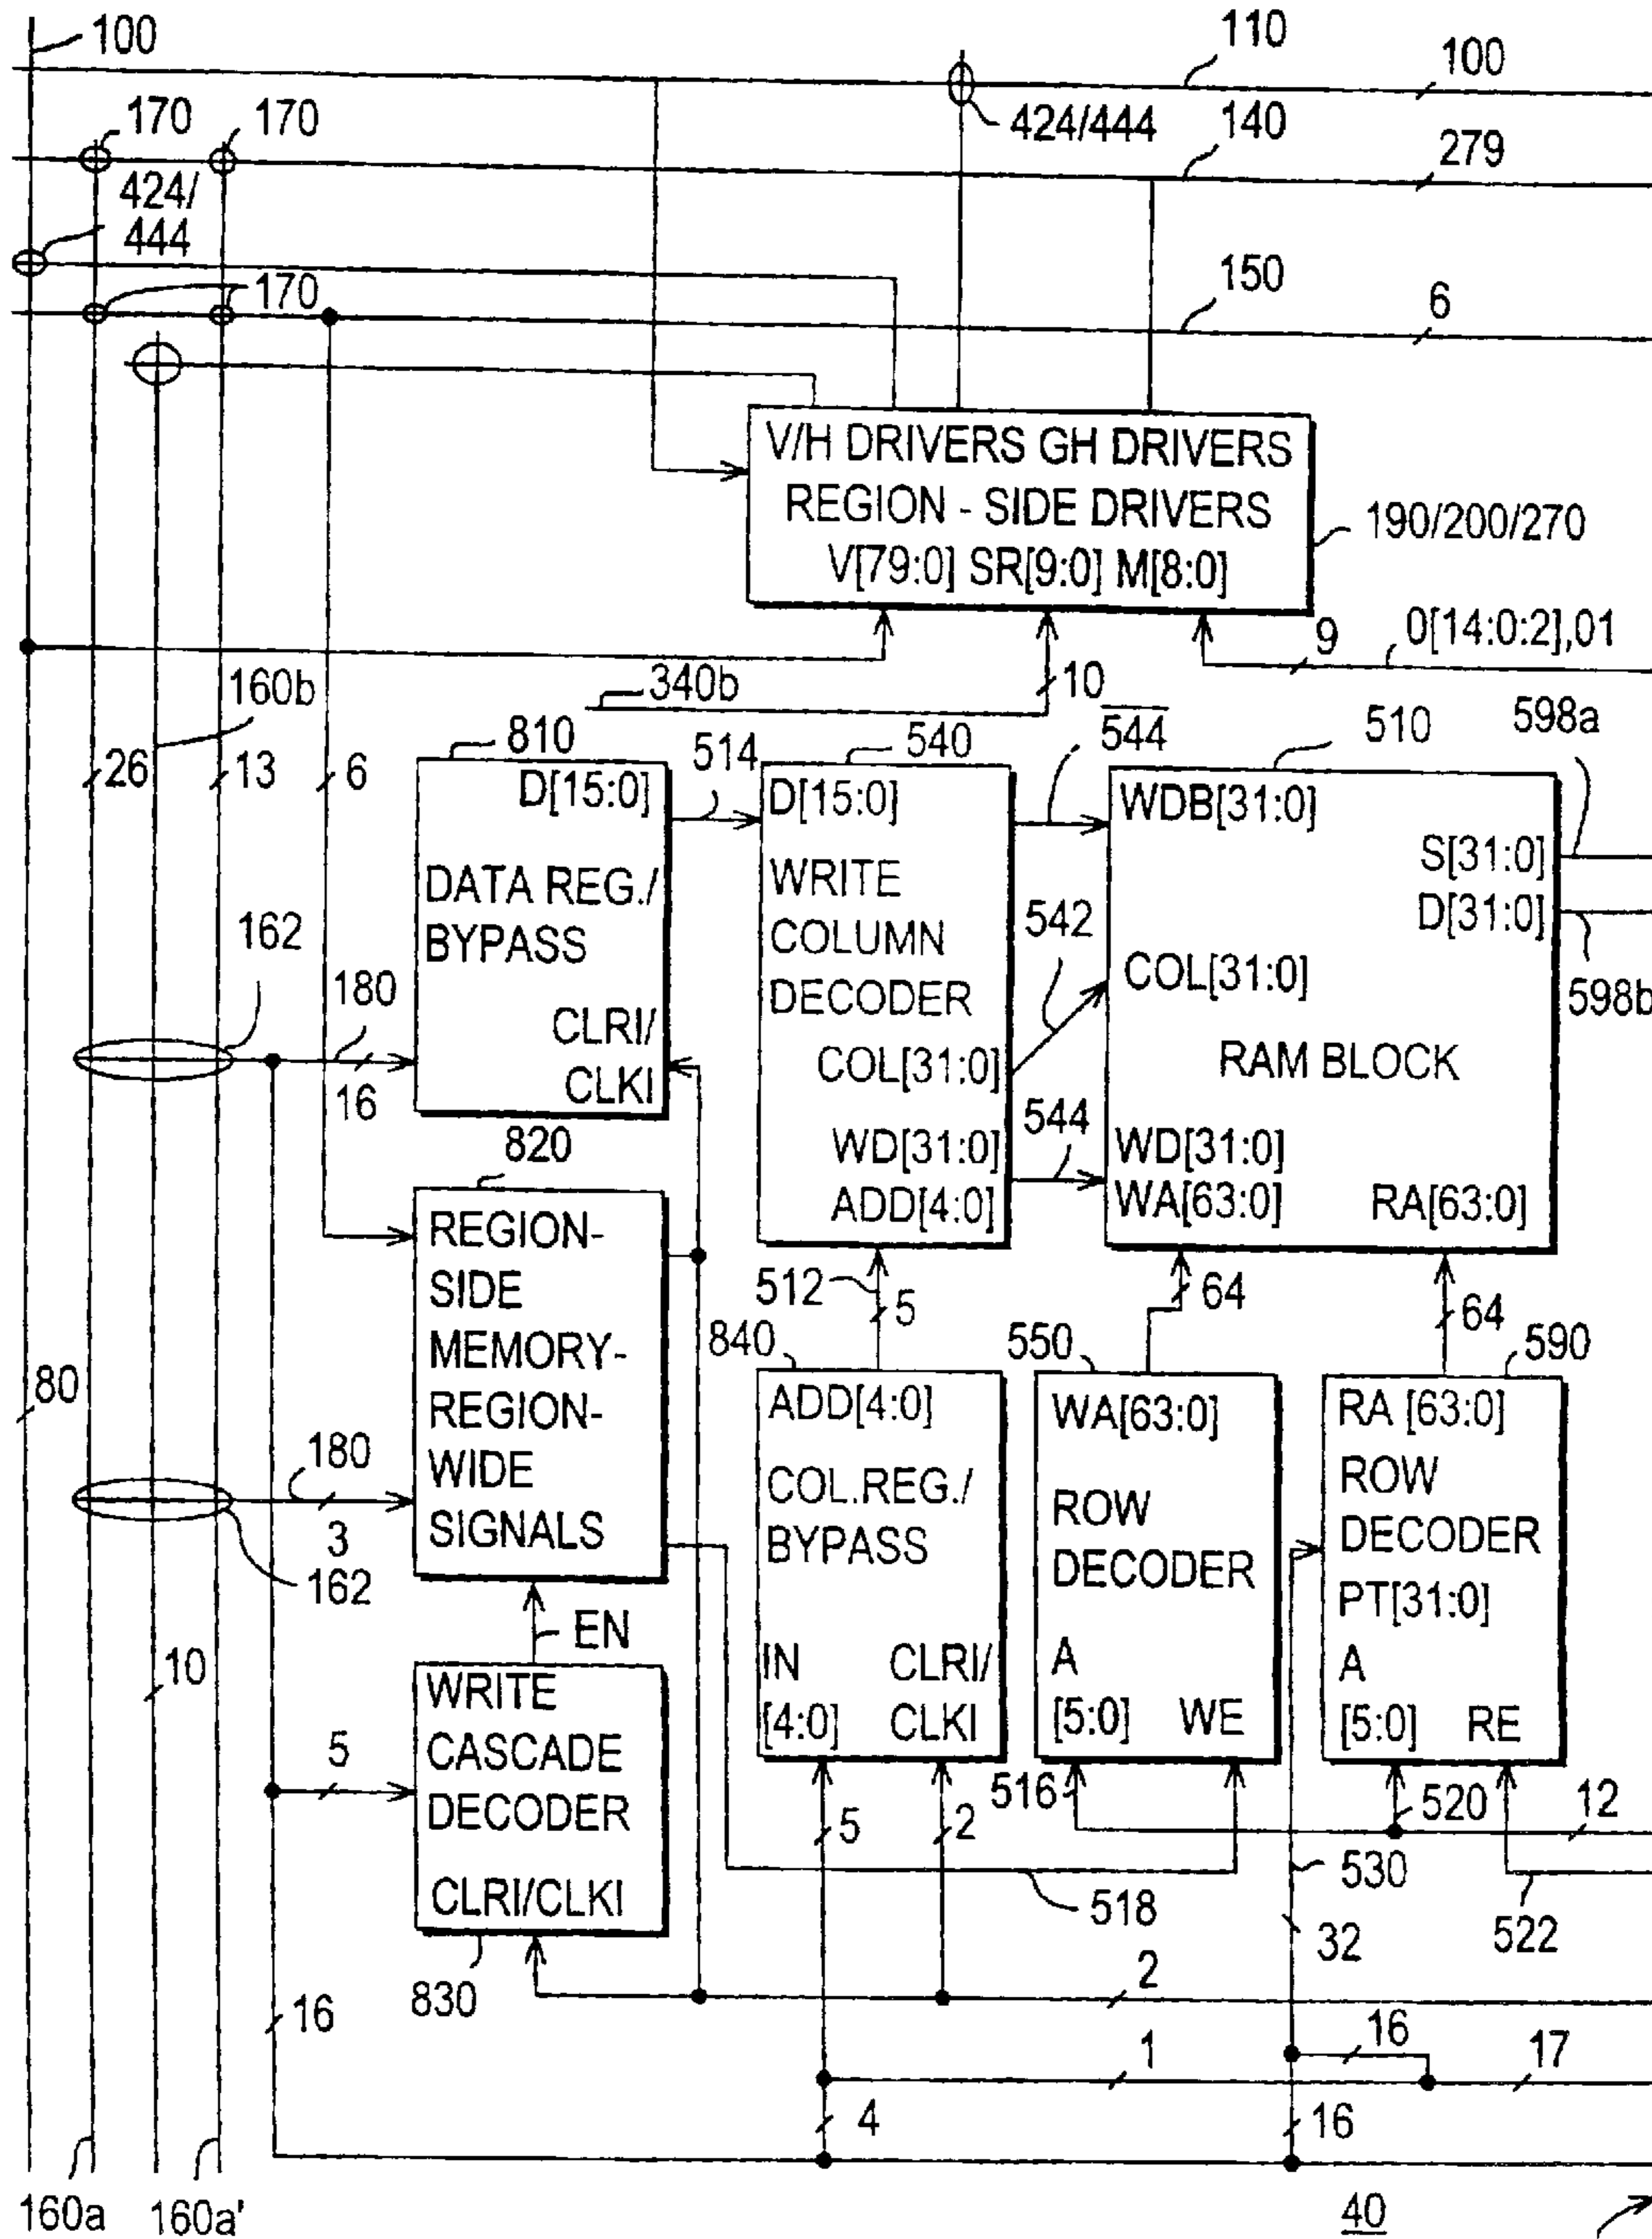 100
110
100
170
170
424/444
140
279
424/
444
170
150
6
V/H DRIVERS GH DRIVERS
REGION - SIDE DRIVERS
V[79:0] SR[9:0] M[8:0]
190/200/270
9
0[14:0:2],01
160b
340b
10
26
13
6
810
514
540
544
510
598a
D[15:0]
DATA REG./
BYPASS
CLRI/
CLKI
D[15:0]
WRITE
COLUMN
DECODER
COL[31:0]
WD[31:0]
ADD[4:0]
542
544
WDB[31:0]
S[31:0]
D[31:0]
COL[31:0]
RAM BLOCK
WD[31:0]
WA[63:0]
RA[63:0]
598b
162
180
16
820
REGION-
SIDE
MEMORY-
REGION-
WIDE
SIGNALS
512
5
64
64
840
550
590
80
ADD[4:0]
COL.REG./
BYPASS
IN
[4:0]
CLRI/
CLKI
WA[63:0]
ROW
DECODER
A
[5:0]
WE
RA [63:0]
ROW
DECODER
PT[31:0]
A
[5:0]
RE
180
3
162
EN
10
WRITE
CASCADE
DECODER
CLRI/CLKI
5
830
5
2
516
520
12
518
530
522
32
2
16
1
16
17
4
16
160a
160a'
40